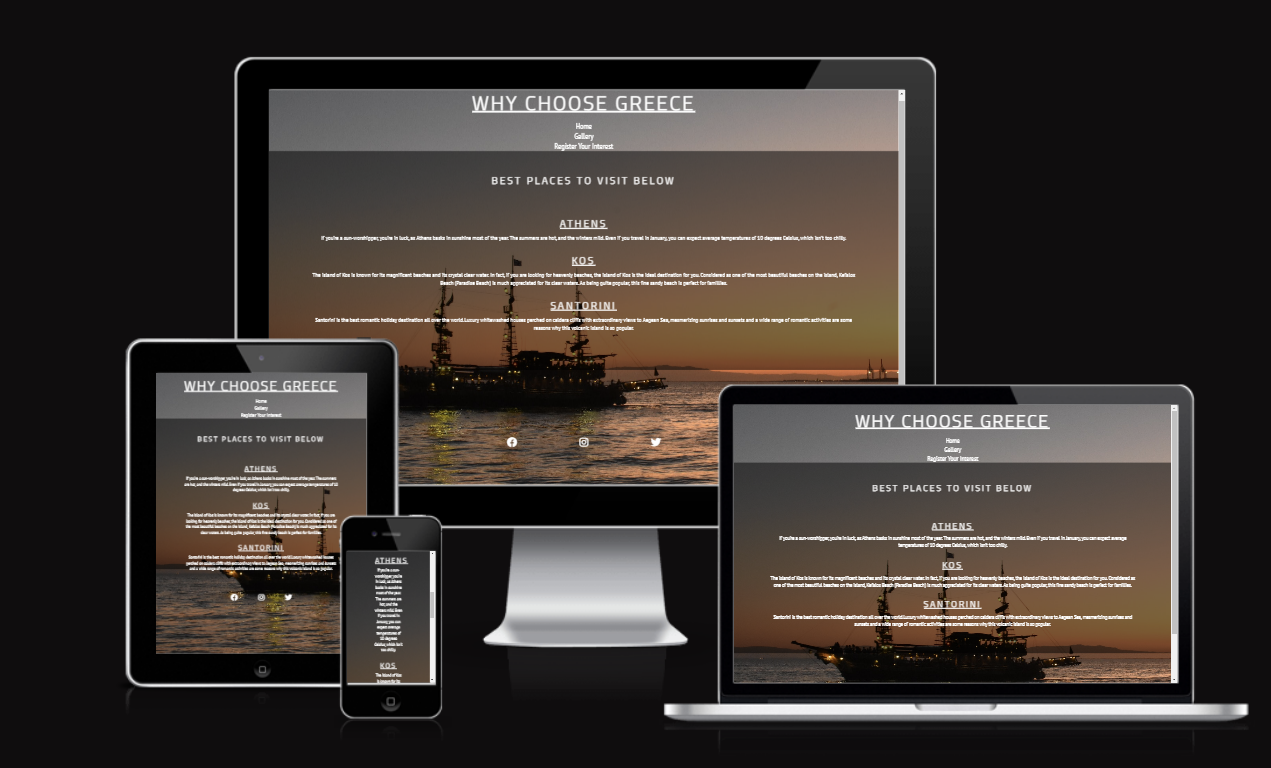 WHY CHOOSE GREECE
Home
Gallery
Register Your Interest
BEST PLACES TO VISIT BELOW
ATHENS
If you're a sun-worshipper, you're in luck, as Athens basks in sunshine most of the year. The summers are hot, and the winters mild. Even if you travel in January, you can expect average temperatures of 10 degrees Celsius, which isn't too chilly.
KOS
The island of Kos is known for its magnificent beaches and its crystal clear water. In fact, if you are looking for heavenly beaches, the island of Kos is the ideal destination for you. Considered as one of the most beautiful beaches on the island, Kefalos
Beach (Paradise Beach) is much appreciated for its clear waters. As being quite popular, this fine sandy beach is perfect for families.
SANTORINI
Santorini is the best romantic holiday destination all over the world.Luxury whitewashed houses perched on caldera cliffs with extraordinary views to Aegean Sea, mesmerizing sunrises and sunsets and a wide range of romantic activities are some
reasons why this volcanic island is so popular.
WHY CHOOSE GREECE
Home
Gallery
Register Your Interest
BEST PLACES TO VISIT BELOW
ATHENS
If you're a sun-worshipper, you're in luck, as Athens basks in sunshine most of the year. The summers
are hot, and the winters mild. Even if you travel in January, you can expect average temperatures of 10
degrees Celsius, which isn't too chilly.
KOS
The island of Kos is known for its magnificent beaches and its crystal clear water. In fact, if you are
looking for heavenly beaches, the island of Kos is the ideal destination for you. Considered as one of
the most beautiful beaches on the island, Kefalos Beach (Paradise Beach) is much appreciated for its
clear waters. As being quite popular, this fine sandy beach is perfect for families.
SANTORINI
Santorini is the best romantic holiday destination all over the world.Luxury whitewashed houses
perched on caldera cliffs with extraordinary views to Aegean Sea, mesmerizing sunrises and sunsets
and a wide range of romantic activities are some reasons why this volcanic island is so popular.
ATHENS
If you're a sun-
worshipper, you're
in luck, as Athens
basks in sunshine
most of the year.
The summers are
hot, and the
winters mild. Even
if you travel in
January, you can
expect average
temperatures of
10 degrees
Celsius, which isn't
too chilly.
KOS
The island of Kos
is known for its
WHY CHOOSE GREECE
Home
Gallery
Register Your Interest
BEST PLACES TO VISIT BELOW
ATHENS
If you're a sun-worshipper, you're in luck, as Athens basks in sunshine most of the year. The summers are hot, and the winters mild. Even if you travel in January, you can expect average
temperatures of 10 degrees Celsius, which isn't too chilly.
KOS
The island of Kos is known for its magnificent beaches and its crystal clear water. In fact, if you are looking for heavenly beaches, the island of Kos is the ideal destination for you. Considered as
one of the most beautiful beaches on the island, Kefalos Beach (Paradise Beach) is much appreciated for its clear waters. As being quite popular, this fine sandy beach is perfect for families.
SANTORINI
Santorini is the best romantic holiday destination all over the world.Luxury whitewashed houses perched on caldera cliffs with extraordinary views to Aegean Sea, mesmerizing sunrises and
sunsets and a wide range of romantic activities are some reasons why this volcanic island is so popular.